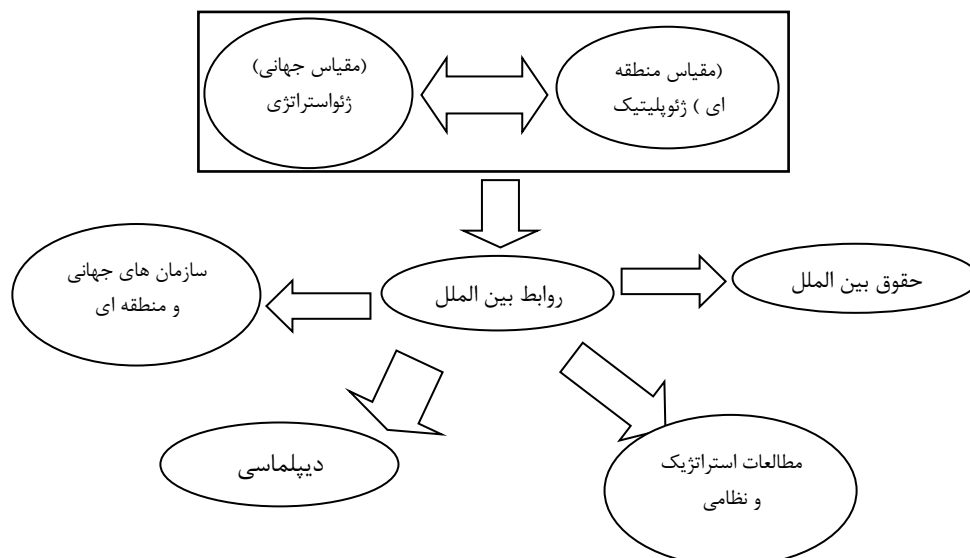 (مقیاس منطقه
ای ) ژئوپلیتیک
(مقیاس جهانی)
ژئواستراتژی
حقوق بین الملل
روابط بین الملل
سازمان های جهانی
و منطقه ای
مطالعات استراتژیک
و نظامی
دیپلماسی